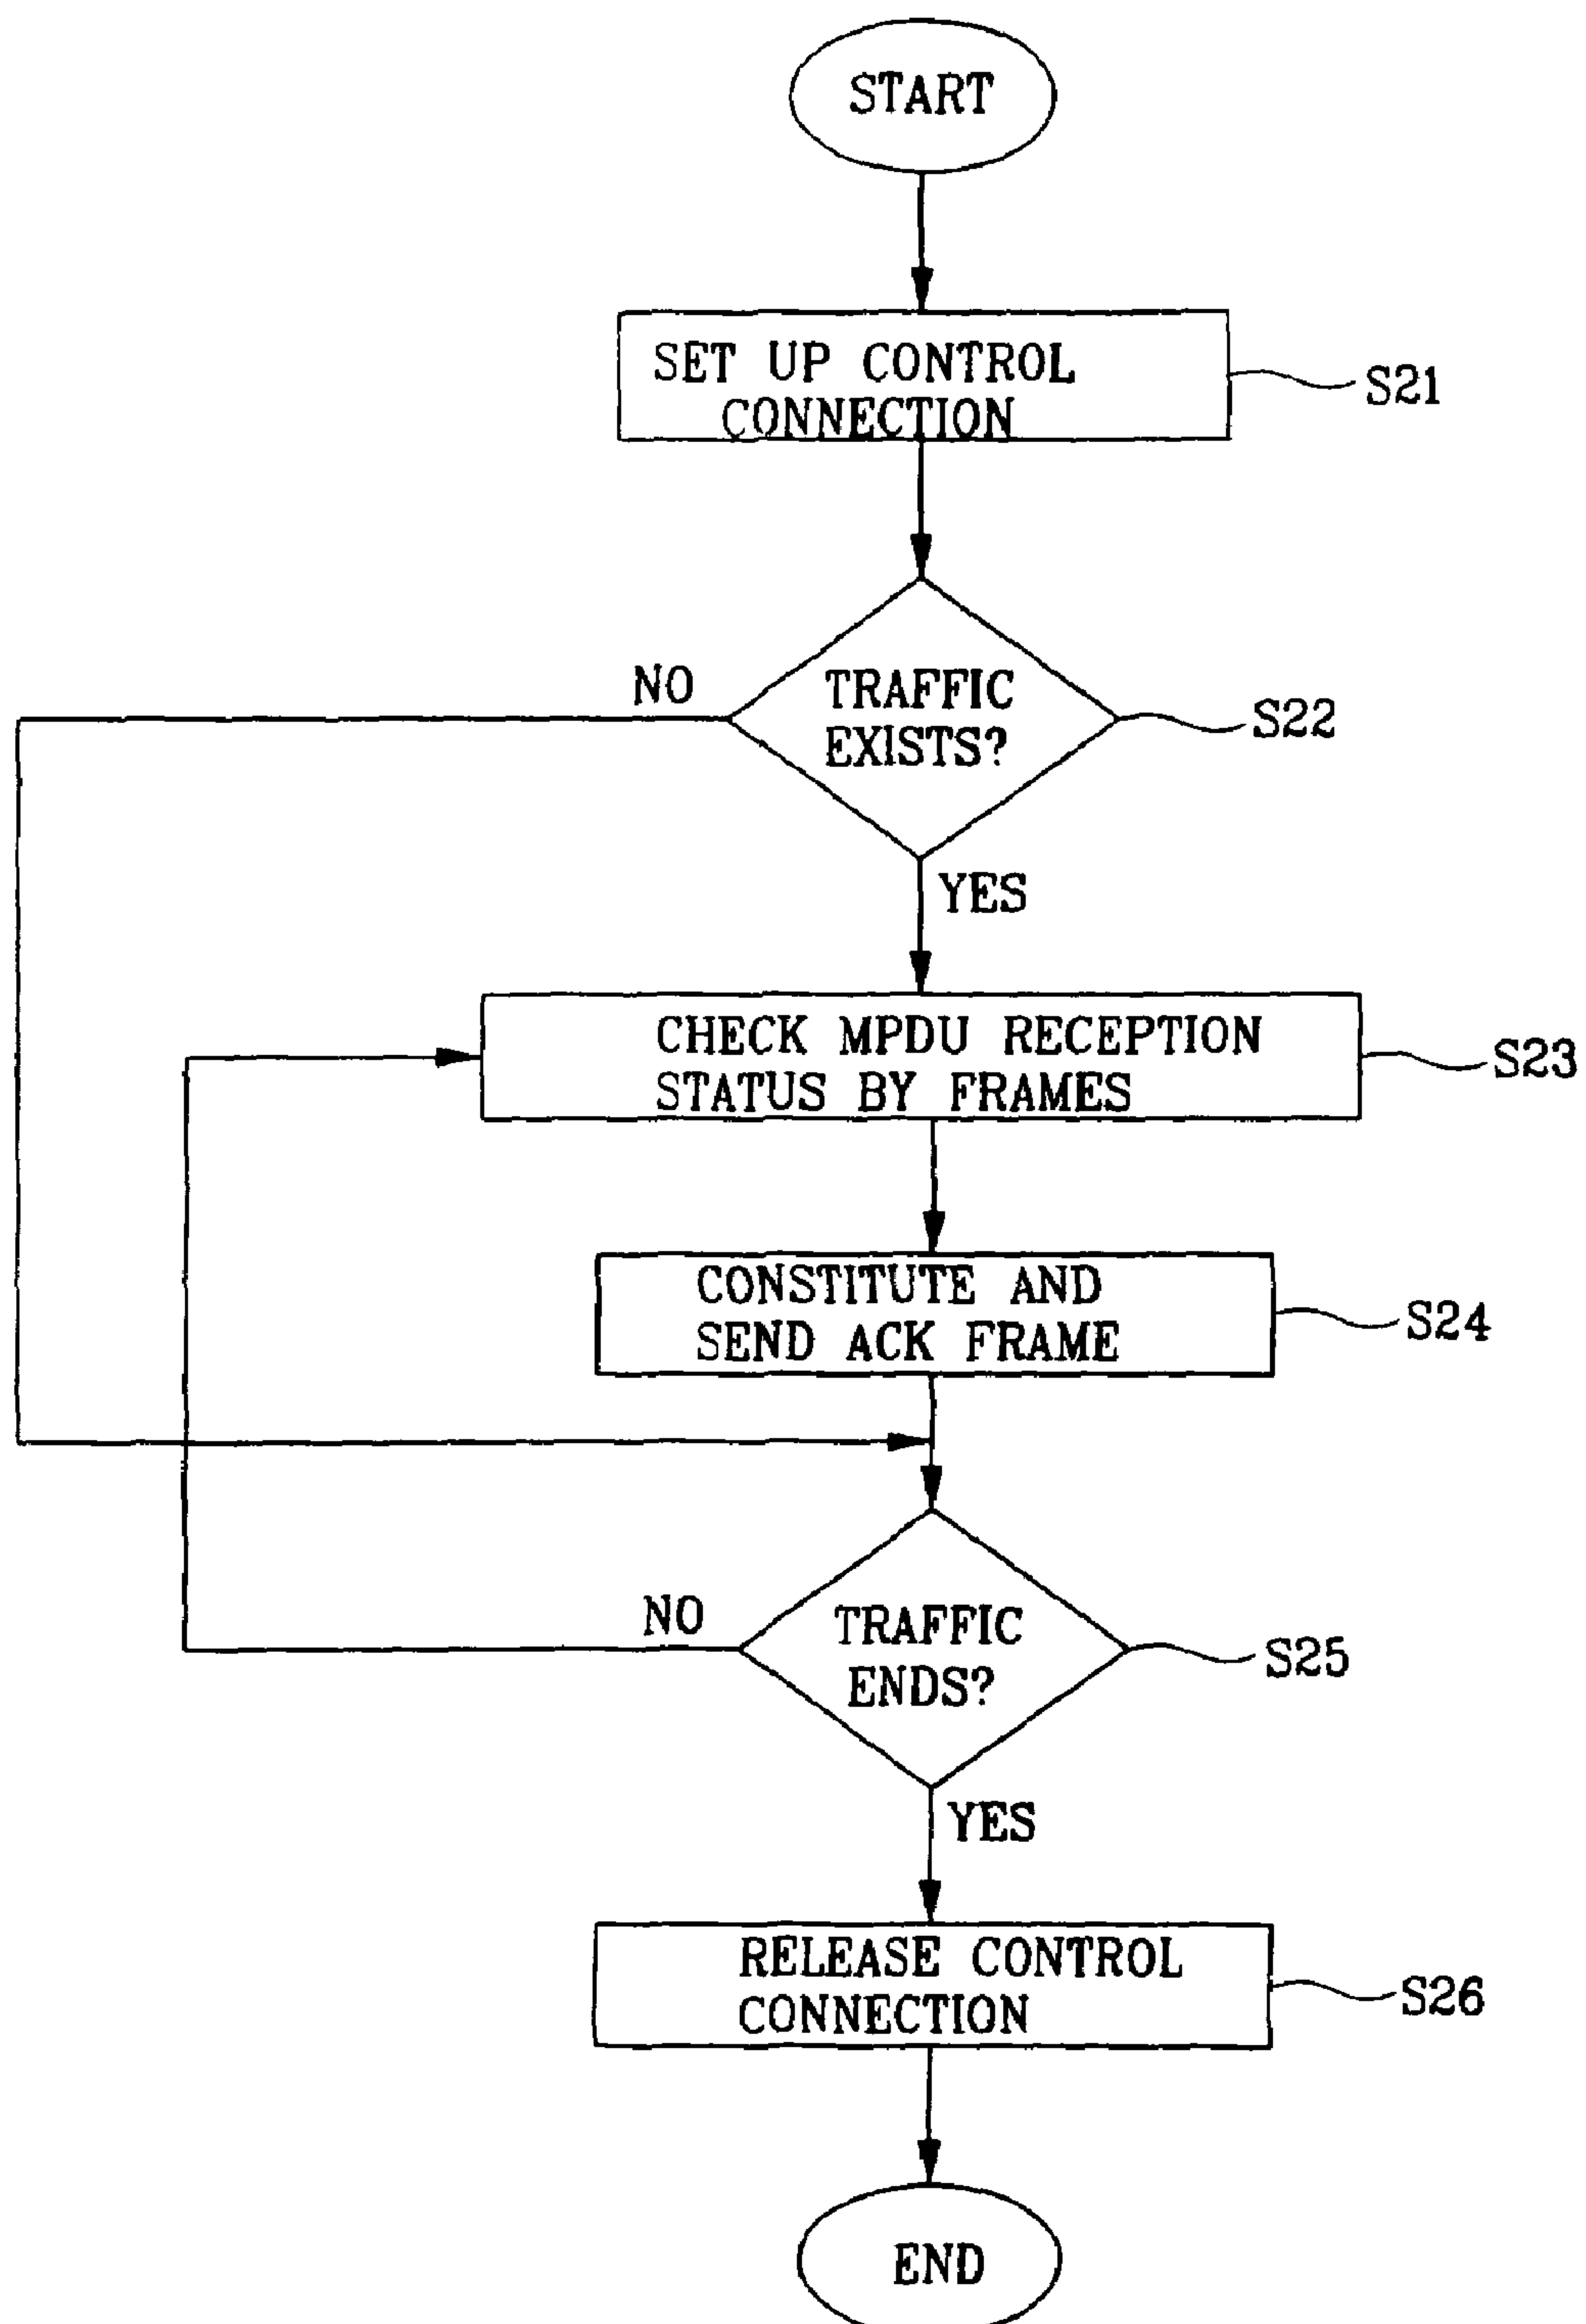 START
SET UP CONTROL
CONNECTION
S21
NO
TRAFFIC
EXISTS?
S22
YES
CHECK MPDU RECEPTION
STATUS BY FRAMES
S23
CONSTITUTE AND
SEND ACK FRAME
S24
NO
TRAFFIC
ENDS?
S25
YES
RELEASE CONTROL
CONNECTION
S26
END